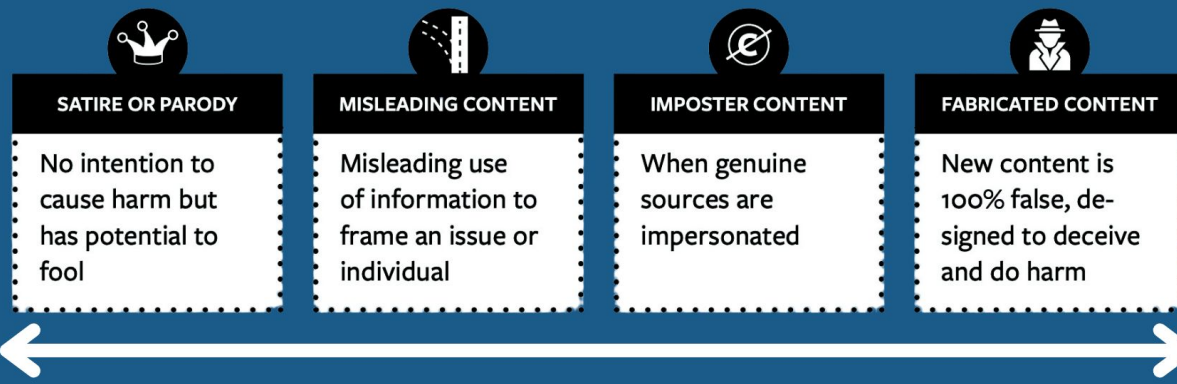 SATIRE OR PARODY
No intention to
cause harm but
has potential to
fool
MISLEADING CONTENT
Misleading use
of information to
frame an issue or
individual
C
IMPOSTER CONTENT
When genuine
sources are
impersonated
FABRICATED CONTENT
New content is
100% false, de-
signed to deceive
and do harm